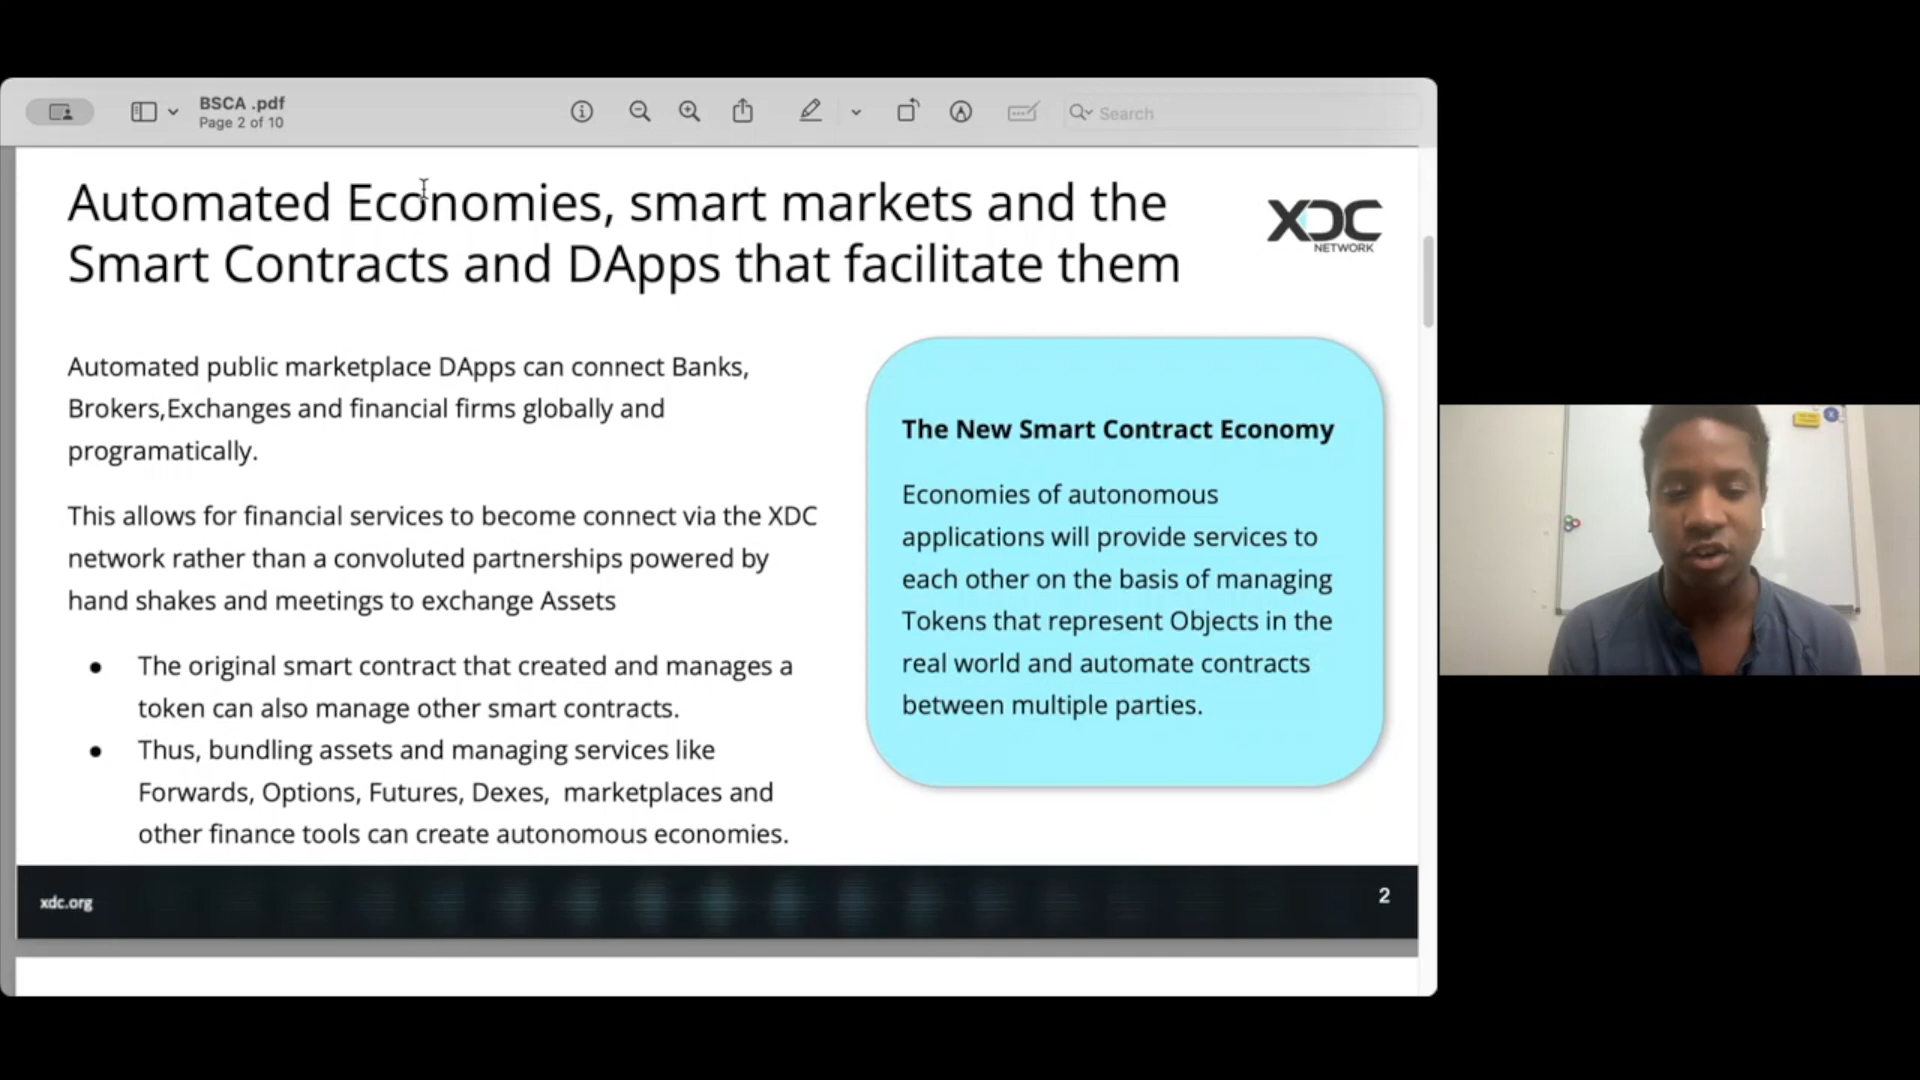 BSCA .pdf
Page 2 of 10
Search
Automated Economies, smart markets and the
Smart Contracts and DApps that facilitate them
XDC
NETWORK
Automated public marketplace DApps can connect Banks,
Brokers,Exchanges and financial firms globally and
programatically.
This allows for financial services to become connect via the XDC
network rather than a convoluted partnerships powered by
hand shakes and meetings to exchange Assets
● The original smart contract that created and manages a
token can also manage other smart contracts.
● Thus, bundling assets and managing services like
Forwards, Options, Futures, Dexes, marketplaces and
other finance tools can create autonomous economies.
The New Smart Contract Economy
Economies of autonomous
applications will provide services to
each other on the basis of managing
Tokens that represent Objects in the
real world and automate contracts
between multiple parties.
xdc.org
2